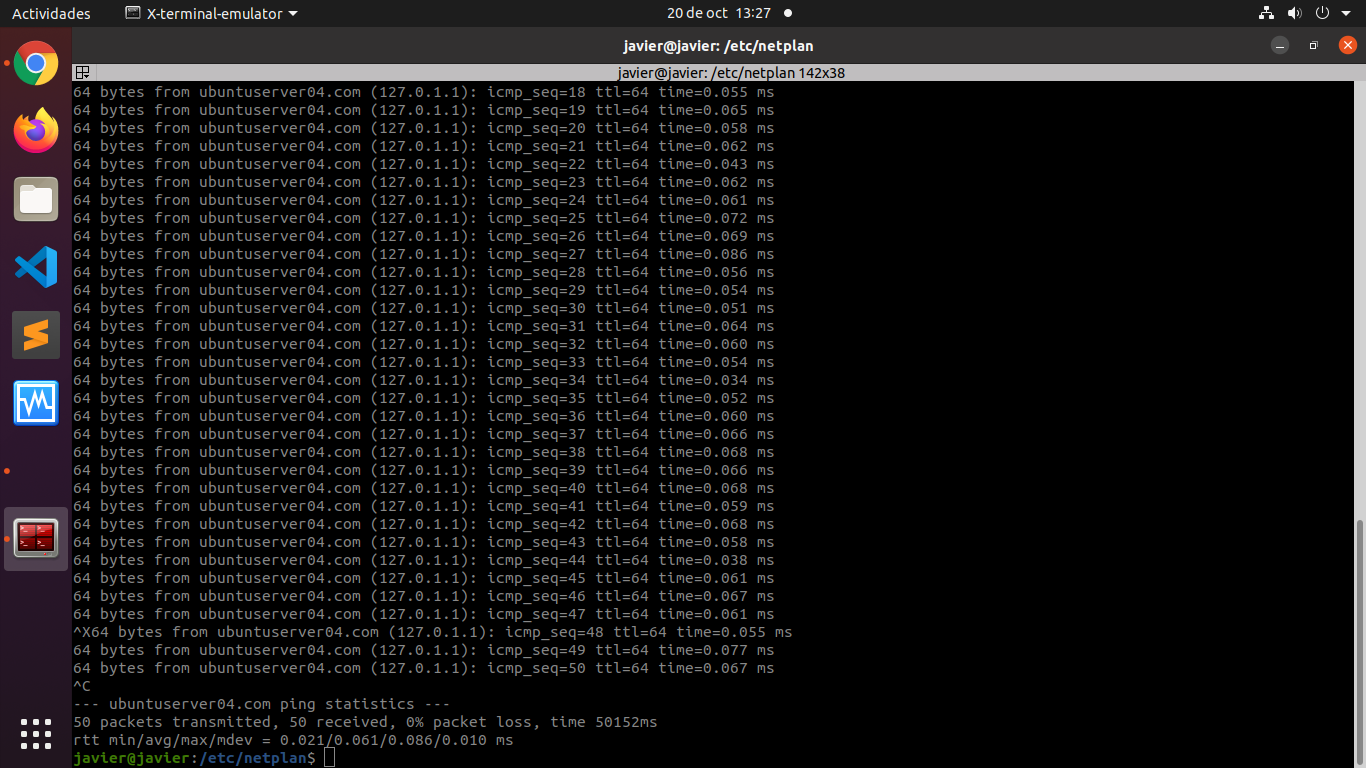 Actividades
X-terminal-emulator
20 de oct 13:27
javier@javier: /etc/netplan
javier@javier: /etc/netplan 142x38
64 bytes from ubuntuserver04.com (127.0.1.1): icmp_seq=18 ttl=64 time=0.055 ms
64 bytes from ubuntuserver04.com (127.0.1.1): icmp_seq=19 ttl=64 time=0.065 ms
64 bytes from ubuntuserver04.com (127.0.1.1): icmp_seq=20 ttl=64 time=0.058 ms
64 bytes from ubuntuserver04.com (127.0.1.1): icmp_seq=21 ttl=64 time=0.062 ms
64 bytes from ubuntuserver04.com (127.0.1.1): icmp_seq=22 ttl=64 time=0.043 ms
64 bytes from ubuntuserver04.com (127.0.1.1): icmp_seq=23 ttl=64 time=0.062 ms
64 bytes from ubuntuserver04.com (127.0.1.1): icmp_seq=24 ttl=64 time=0.061 ms
64 bytes from ubuntuserver04.com (127.0.1.1): icmp_seq=25 ttl=64 time=0.072 ms
64 bytes from ubuntuserver04.com (127.0.1.1): icmp_seq=26 ttl=64 time=0.069 ms
64 bytes from ubuntuserver04.com (127.0.1.1): icmp_seq=27 ttl=64 time=0.086 ms
64 bytes from ubuntuserver04.com (127.0.1.1): icmp_seq=28 ttl=64 time=0.056 ms
64 bytes from ubuntuserver04.com (127.0.1.1): icmp_seq=29 ttl=64 time=0.054 ms
64 bytes from ubuntuserver04.com (127.0.1.1): icmp_seq=30 ttl=64 time=0.051 ms
64 bytes from ubuntuserver04.com (127.0.1.1): icmp_seq=31 ttl=64 time=0.064 ms
64 bytes from ubuntuserver04.com (127.0.1.1): icmp_seq=32 ttl=64 time=0.060 ms
64 bytes from ubuntuserver04.com (127.0.1.1): icmp_seq=33 ttl=64 time=0.054 ms
64 bytes from ubuntuserver04.com (127.0.1.1): icmp_seq=34 ttl=64 time=0.034 ms
64 bytes from ubuntuserver04.com (127.0.1.1): icmp_seq=35 ttl=64 time=0.052 ms
64 bytes from ubuntuserver04.com (127.0.1.1): icmp_seq=36 ttl=64 time=0.060 ms
64 bytes from ubuntuserver04.com (127.0.1.1): icmp_seq=37 ttl=64 time=0.066 ms
64 bytes from ubuntuserver04.com (127.0.1.1): icmp_seq=38 ttl=64 time=0.068 ms
64 bytes from ubuntuserver04.com (127.0.1.1): icmp_seq=39 ttl=64 time=0.066 ms
64 bytes from ubuntuserver04.com (127.0.1.1): icmp_seq=40 ttl=64 time=0.068 ms
64 bytes from ubuntuserver04.com (127.0.1.1): icmp_seq=41 ttl=64 time=0.059 ms
64 bytes from ubuntuserver04.com (127.0.1.1): icmp_seq=42 ttl=64 time=0.068 ms
64 bytes from ubuntuserver04.com (127.0.1.1): icmp_seq=43 ttl=64 time=0.058 ms
64 bytes from ubuntuserver04.com (127.0.1.1): icmp_seq=44 ttl=64 time=0.038 ms
64 bytes from ubuntuserver04.com (127.0.1.1): icmp_seq=45 ttl=64 time=0.061 ms
64 bytes from ubuntuserver04.com (127.0.1.1): icmp_seq=46 ttl=64 time=0.067 ms
64 bytes from ubuntuserver04.com (127.0.1.1): icmp_seq=47 ttl=64 time=0.061 ms
^X64 bytes from ubuntuserver04.com (127.0.1.1): icmp_seq=48 ttl=64 time=0.055 ms
64 bytes from ubuntuserver04.com (127.0.1.1): icmp_seq=49 ttl=64 time=0.077 ms
64 bytes from ubuntuserver04.com (127.0.1.1): icmp_seq=50 ttl=64 time=0.067 ms
^C
--- ubuntuserver04.com ping statistics ---
50 packets transmitted, 50 received, 0% packet loss, time 50152ms
rtt min/avg/max/mdev = 0.021/0.061/0.086/0.010 ms
javier@javier:/etc/netplan$